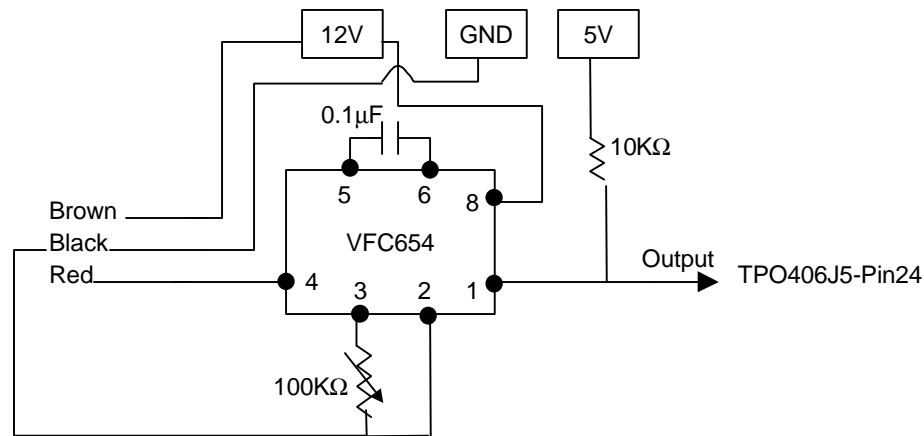 12V
GND
5V
0.1μF
10KΩ
5
6
8
Brown
Black
VFC654
Red
4
3
2
1
Output
TPO406J5-Pin24
100KΩ